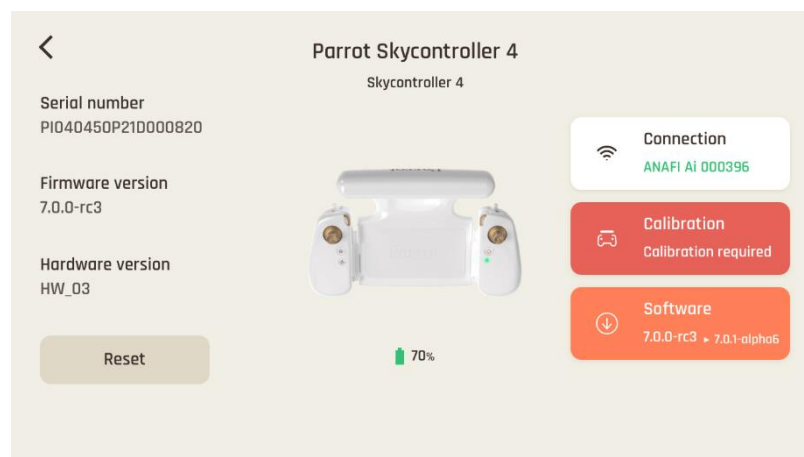 Parrot Skycontroller 4
Skycontroller 4
Serial number
PI040450P21D000820
Firmware version
7.0.0-rc3
Hardware version
HW_03
Reset
70%
Connection
ANAFI Ai 000396
Calibration
Calibration required
Software
7.0.0-rc3 ▸ 7.0.1-alpha6